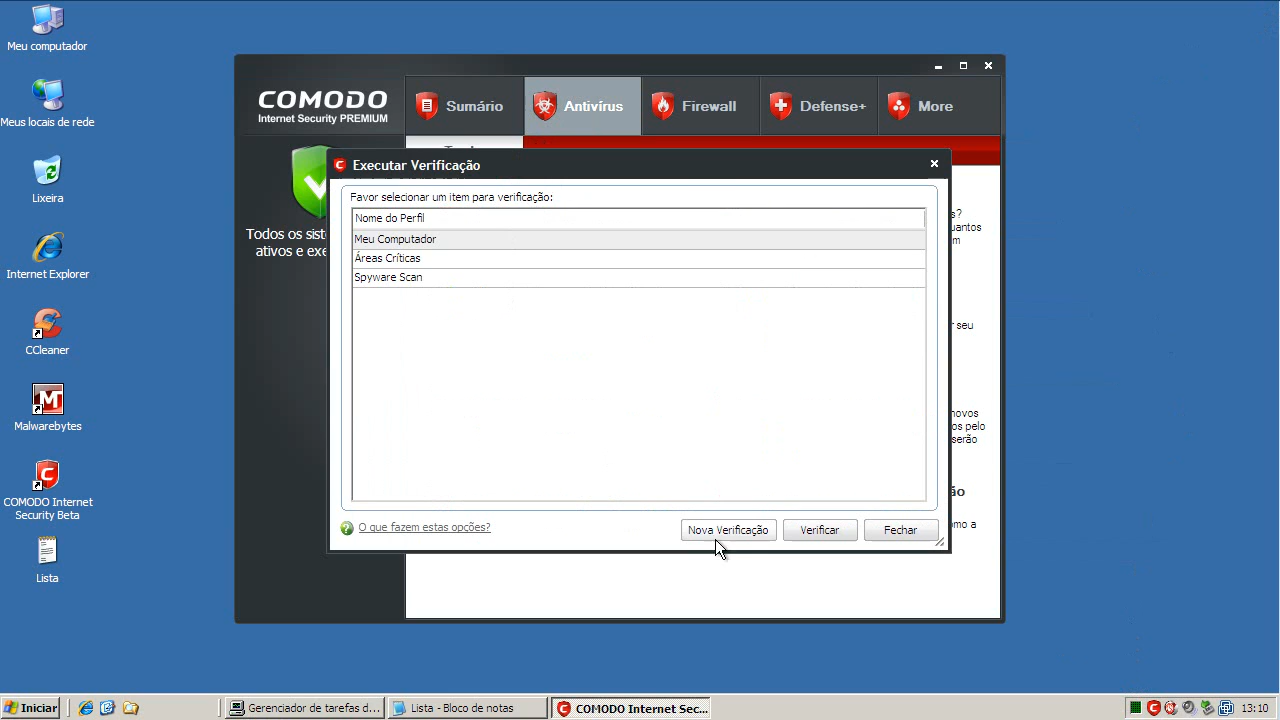 Meu computador
Meus locais de rede
Lixeira
Internet Explorer
CCleaner
Malwarebytes
COMODO Internet
Security Beta
Lista
COMODO
Internet Security PREMIUM
Sumário
Antivírus
Firewall
Defense+
More
Todos os sist
ativos e exe
Executar Verificação
Favor selecionar um item para verificação:
Nome do Perfil
Meu Computador
Áreas Críticas
Spyware Scan
O que fazem estas opções?
Nova Verificação
Verificar
Fechar
s?
uantos
m
r seu
novos
s pelo
serão
ão
omo a
Iniciar
Gerenciador de tarefas d...
Lista - Bloco de notas
COMODO Internet Sec...
13:10